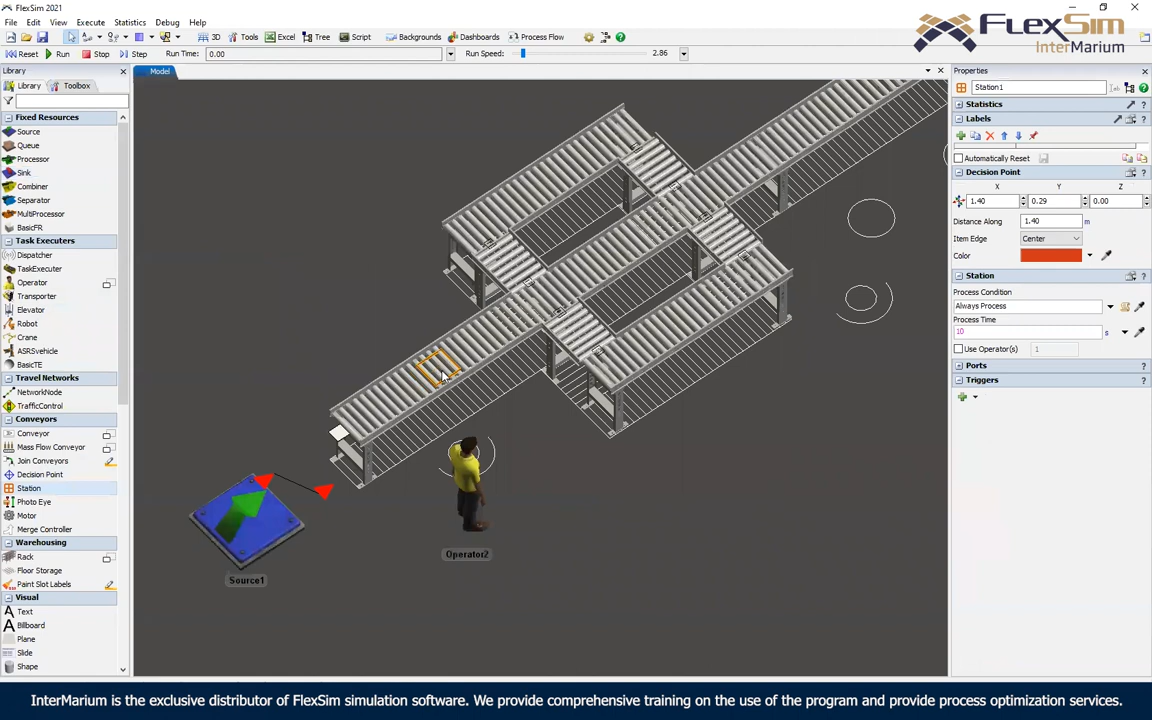 FlexSim 2021
File Edit View Execute Statistics Debug Help
3D Tools Excel Tree Script Backgrounds Dashboards Process Flow
Reset Run Stop Step Run Time: 0.00 Run Speed: 2.86
FlexSim
InterMarium
Library
Library Toolbox
Fixed Resources
Source
Queue
Processor
Sink
Combiner
Separator
MultiProcessor
BasicFR
Task Executers
Dispatcher
TaskExecuter
Operator
Transporter
Elevator
Robot
Crane
ASRSvehicle
BasicTE
Travel Networks
NetworkNode
TrafficControl
Conveyors
Conveyor
Mass Flow Conveyor
Join Conveyors
Decision Point
Station
Photo Eye
Motor
Merge Controller
Warehousing
Rack
Floor Storage
Paint Slot Labels
Visual
Text
Billboard
Plane
Slide
Shape
Model
Operator2
Source1
Properties
Station1
Statistics
Labels
Automatically Reset
Decision Point
X Y Z
1.40 0.29 0.00
Distance Along 1.40 m
Item Edge Center
Color
Station
Process Condition
Always Process
Process Time
10 s
Use Operator(s) 1
Ports
Triggers
InterMarium is the exclusive distributor of FlexSim simulation software. We provide comprehensive training on the use of the program and provide process optimization services.